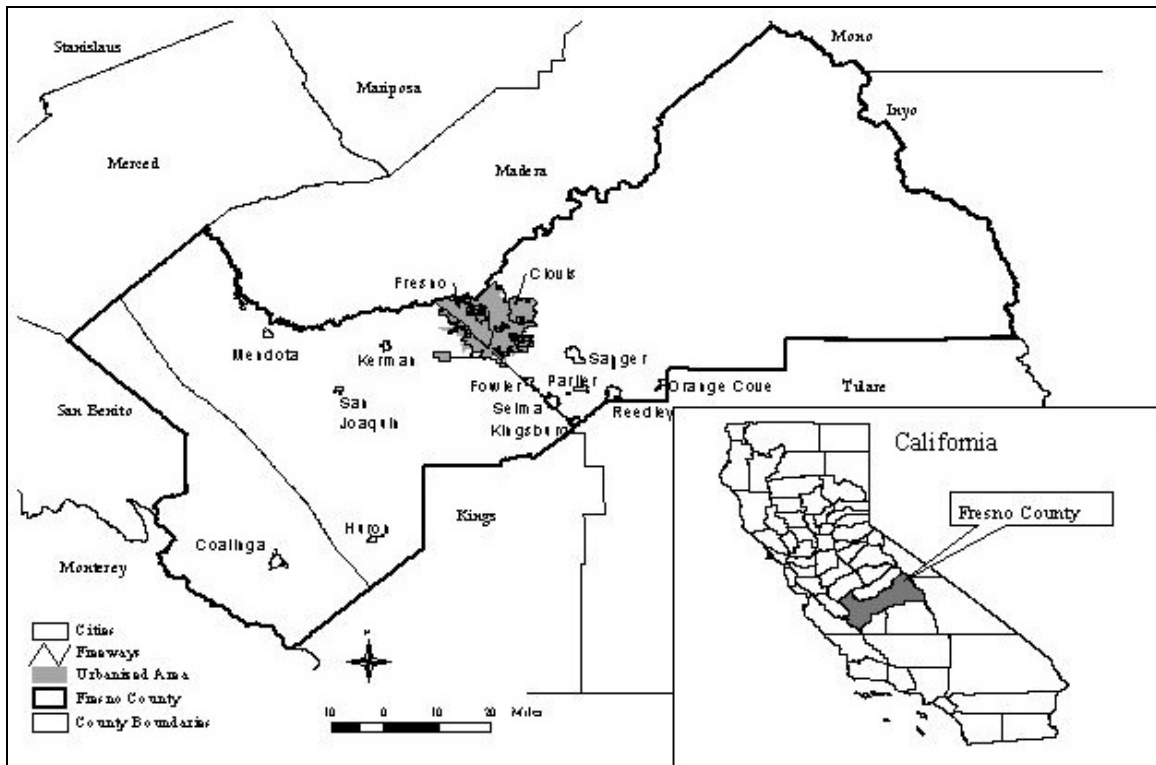 Stanislaus
Mono
Mariposa
Inyo
Merced
Madera
Fresno
Clovis
Mendota
Kerman
Sanger
Fowler
Parlier
Orange Cove
Tulare
San
Joaquin
Selma
Reedley
Kingsburg
San Benito
Kings
Huron
Coalinga
Monterey
California
Fresno County
Cities
Freeways
Urbanized Area
Fresno County
County Boundaries
N
10 0 10 20 Miles